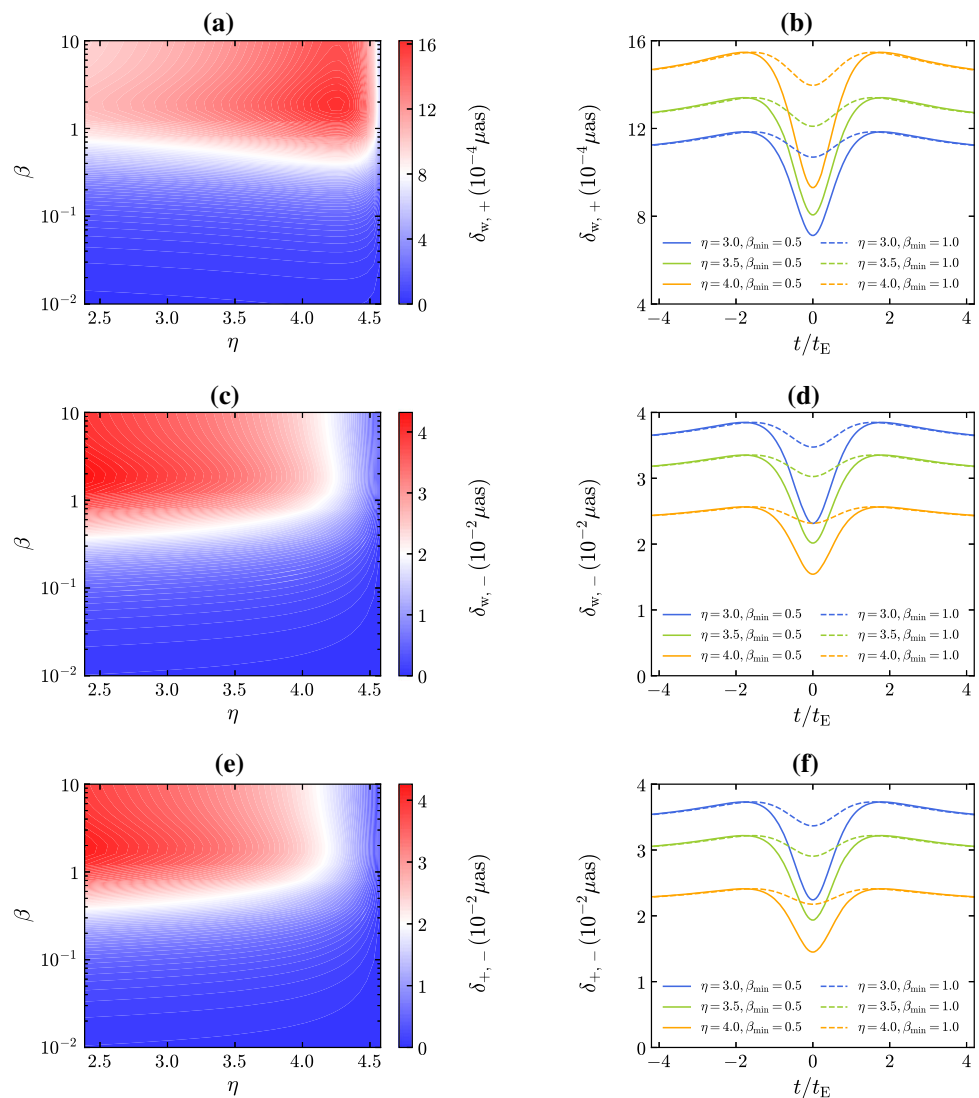 (a)
10
1
10⁻¹
10⁻²
β
2.5 3.0 3.5 4.0 4.5
η
16
12
8
4
0
δw, + (10⁻⁴ μas)
(b)
16
12
8
4
δw, + (10⁻⁴ μas)
η = 3.0, βmin = 0.5 η = 3.0, βmin = 1.0
η = 3.5, βmin = 0.5 η = 3.5, βmin = 1.0
η = 4.0, βmin = 0.5 η = 4.0, βmin = 1.0
−4 −2 0 2 4
t/tE
(c)
10
1
10⁻¹
10⁻²
β
2.5 3.0 3.5 4.0 4.5
η
4
3
2
1
0
δw, − (10⁻² μas)
(d)
4
3
2
1
0
δw, − (10⁻² μas)
η = 3.0, βmin = 0.5 η = 3.0, βmin = 1.0
η = 3.5, βmin = 0.5 η = 3.5, βmin = 1.0
η = 4.0, βmin = 0.5 η = 4.0, βmin = 1.0
−4 −2 0 2 4
t/tE
(e)
10
1
10⁻¹
10⁻²
β
2.5 3.0 3.5 4.0 4.5
η
4
3
2
1
0
δ+, − (10⁻² μas)
(f)
4
3
2
1
0
δ+, − (10⁻² μas)
η = 3.0, βmin = 0.5 η = 3.0, βmin = 1.0
η = 3.5, βmin = 0.5 η = 3.5, βmin = 1.0
η = 4.0, βmin = 0.5 η = 4.0, βmin = 1.0
−4 −2 0 2 4
t/tE